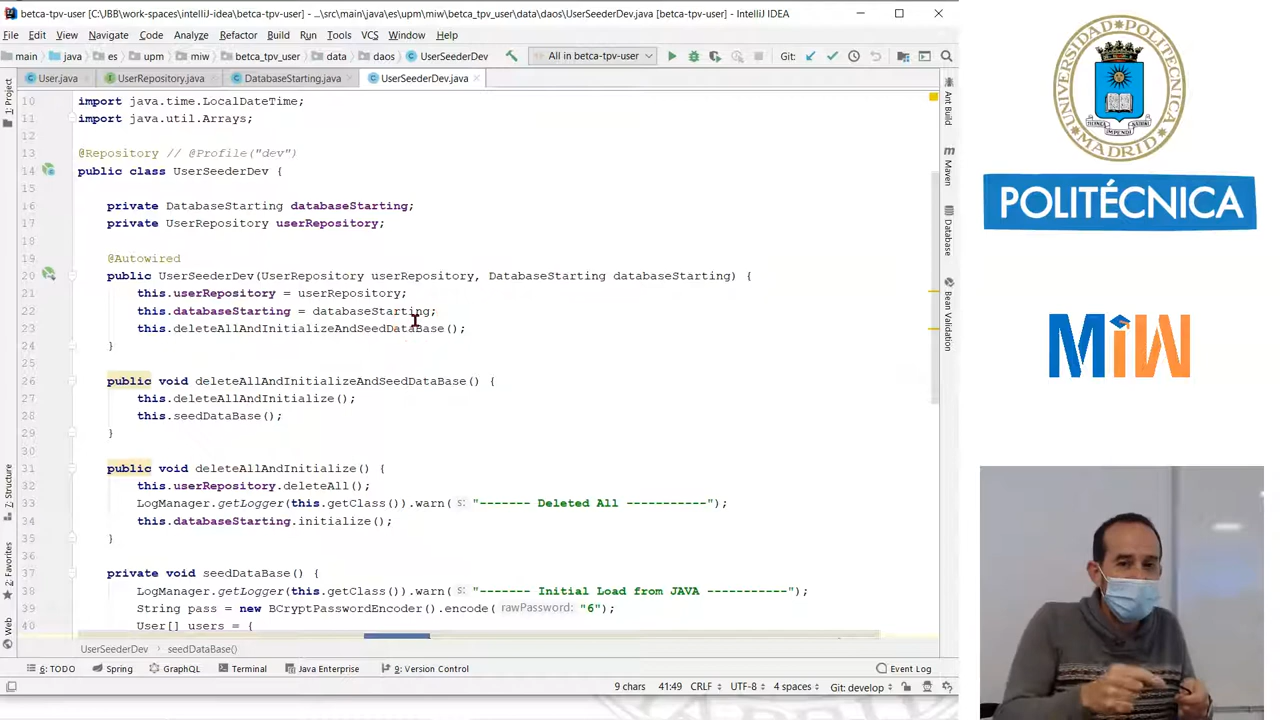 betca-tpv-user [C:\JBB\work-spaces\intelliJ-idea\betca-tpv-user] - ...\src\main\java\es\upm\miw\betca_tpv_user\data\daos\UserSeederDev.java [betca-tpv-user] - IntelliJ IDEA
File Edit View Navigate Code Analyze Refactor Build Run Tools VCS Window Help
main java es upm miw betca_tpv_user data daos UserSeederDev All in betca-tpv-user Git:
User.java UserRepository.java DatabaseStarting.java UserSeederDev.java
10 import java.time.LocalDateTime;
11 import java.util.Arrays;
12
13 @Repository // @Profile("dev")
14 public class UserSeederDev {
15
16 private DatabaseStarting databaseStarting;
17 private UserRepository userRepository;
18
19 @Autowired
20 public UserSeederDev(UserRepository userRepository, DatabaseStarting databaseStarting) {
21 this.userRepository = userRepository;
22 this.databaseStarting = databaseStarting;
23 this.deleteAllAndInitializeAndSeedDataBase();
24 }
25
26 public void deleteAllAndInitializeAndSeedDataBase() {
27 this.deleteAllAndInitialize();
28 this.seedDataBase();
29 }
30
31 public void deleteAllAndInitialize() {
32 this.userRepository.deleteAll();
33 LogManager.getLogger(this.getClass()).warn( s: "------- Deleted All -----------");
34 this.databaseStarting.initialize();
35 }
36
37 private void seedDataBase() {
38 LogManager.getLogger(this.getClass()).warn( s: "------- Initial Load from JAVA -----------");
39 String pass = new BCryptPasswordEncoder().encode( rawPassword: "6");
40 User[] users = {
UserSeederDev seedDataBase()
6: TODO Spring GraphQL Terminal Java Enterprise 9: Version Control Event Log
9 chars 41:49 CRLF UTF-8 4 spaces Git: develop
1: Project
7: Structure
2: Favorites
Web
Ant Build
Maven
Database
Bean Validation
UNIVERSIDAD POLITÉCNICA
MADRID
POLITÉCNICA
MiW